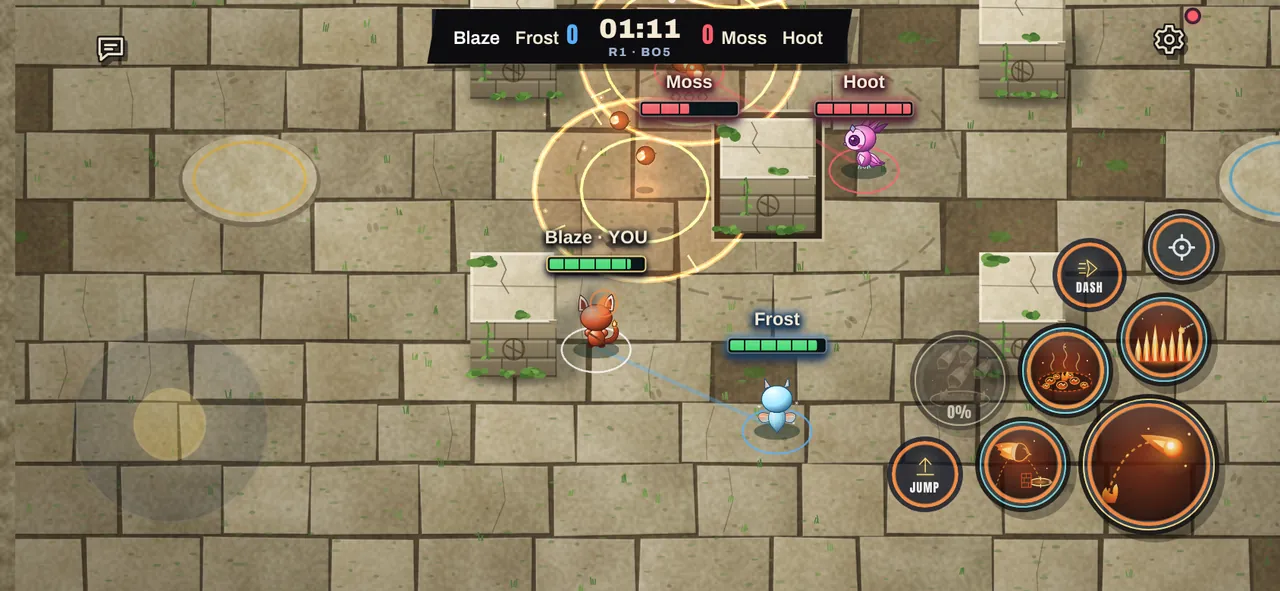 Blaze Frost 0 01:11 0 Moss Hoot
R1 · BO5
Moss
Hoot
Blaze · YOU
Frost
DASH
0%
JUMP